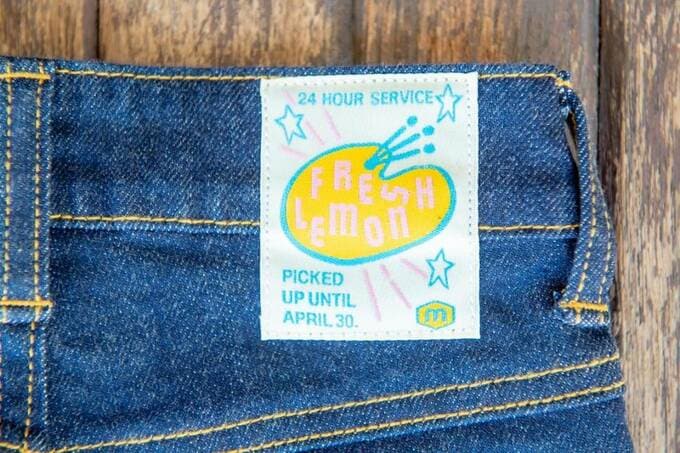 24 HOUR SERVICE
FRESH
LEMON
PICKED
UP UNTIL
APRIL 30.
m